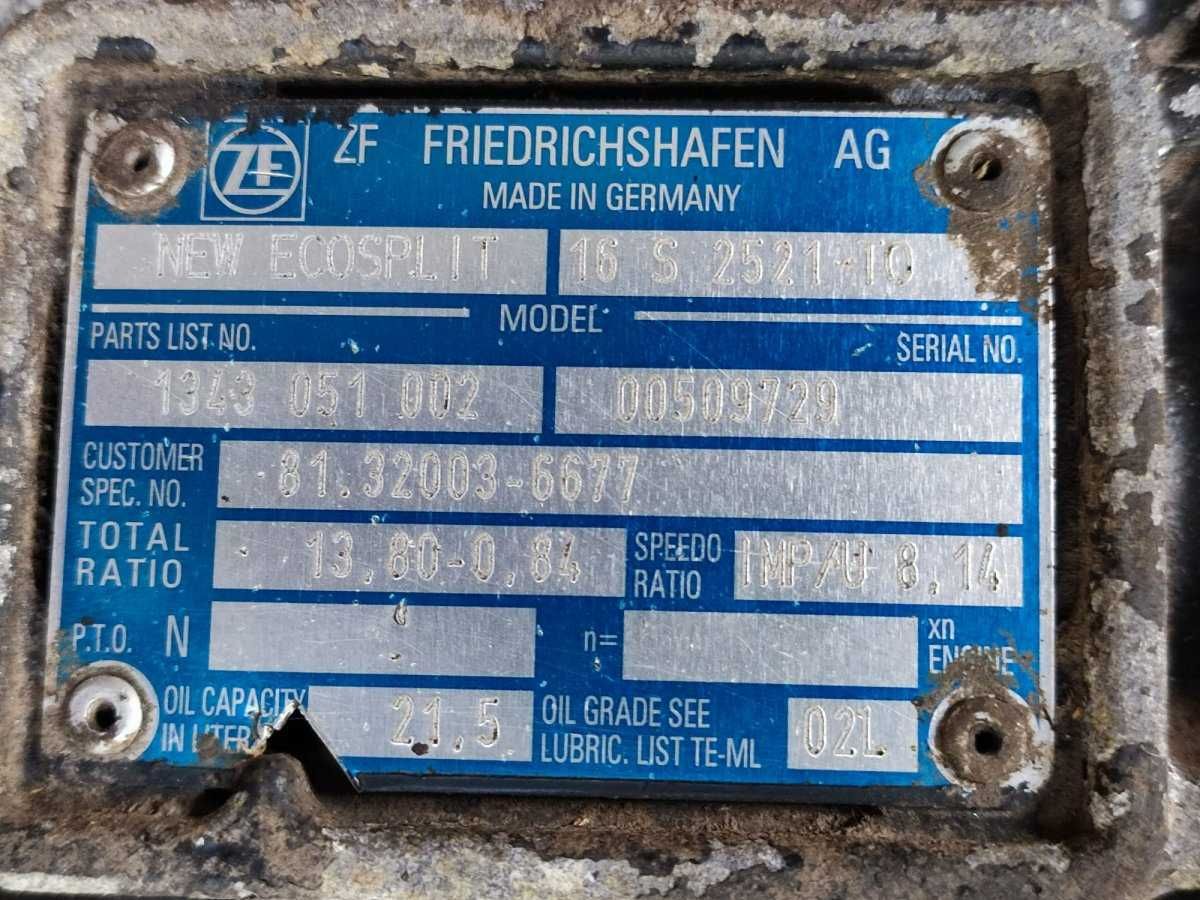 ZF ZF FRIEDRICHSHAFEN AG
MADE IN GERMANY
NEW ECOSPLIT 16 S 2521 TO
MODEL
PARTS LIST NO. SERIAL NO.
1343 051 002 00509729
CUSTOMER
SPEC. NO. 81.32003-6677
TOTAL
RATIO 13,80-0,84 SPEEDO
RATIO IMP/U 8,14
P.T.O. N n= xn
ENGINE
OIL CAPACITY
IN LITER 21,5 OIL GRADE SEE
LUBRIC. LIST TE-ML 02L